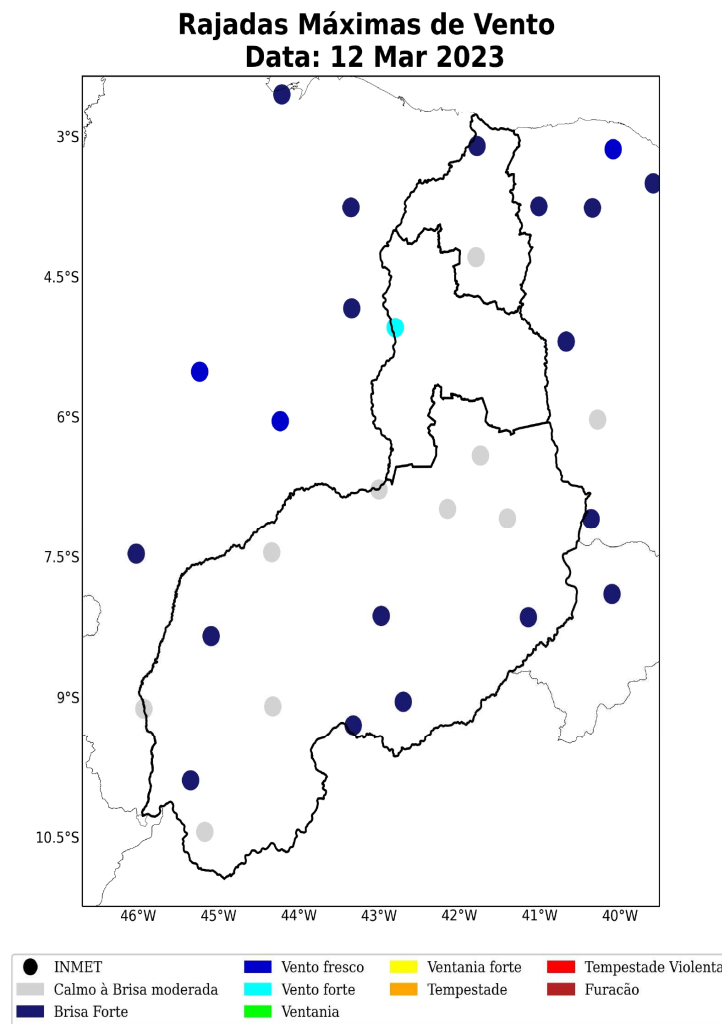 Rajadas Máximas de Vento
Data: 12 Mar 2023
3°S
4.5°S
6°S
7.5°S
9°S
10.5°S
46°W 45°W 44°W 43°W 42°W 41°W 40°W
INMET Vento fresco Ventania forte Tempestade Violenta
Calmo à Brisa moderada Vento forte Tempestade Furacão
Brisa Forte Ventania